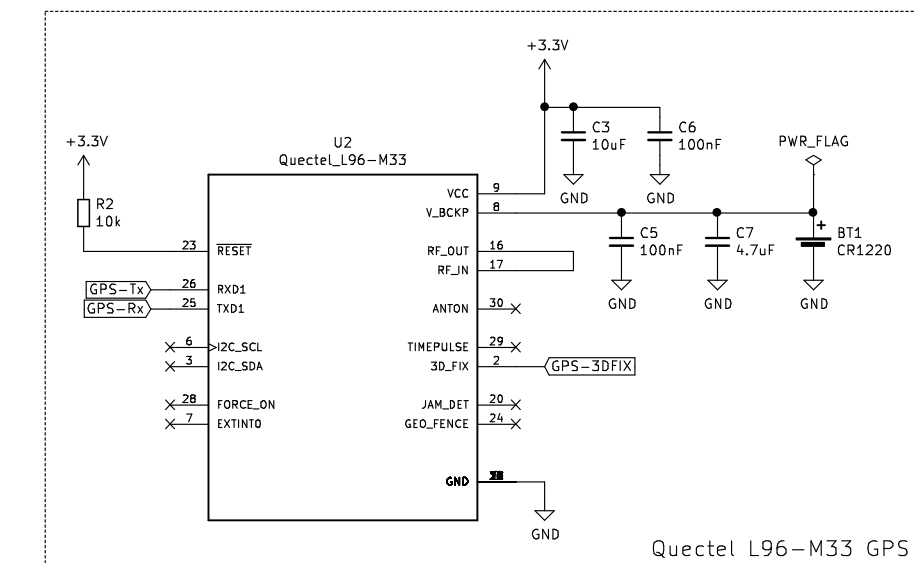 +3.3V
C3
10uF
C6
100nF
+3.3V
U2
Quectel_L96-M33
PWR_FLAG
GND
GND
R2
10k
VCC
9
V_BCKP
8
+
BT1
CR1220
C5
100nF
C7
4.7uF
23
RESET
RF_OUT
16
RF_IN
17
GPS-Tx
26
RXD1
GPS-Rx
25
TXD1
ANTON
30
GND
GND
GND
6
I2C_SCL
TIMEPULSE
29
3
I2C_SDA
3D_FIX
2
GPS-3DFIX
28
FORCE_ON
JAM_DET
20
7
EXTINT0
GEO_FENCE
24
GND
GND
Quectel L96-M33 GPS